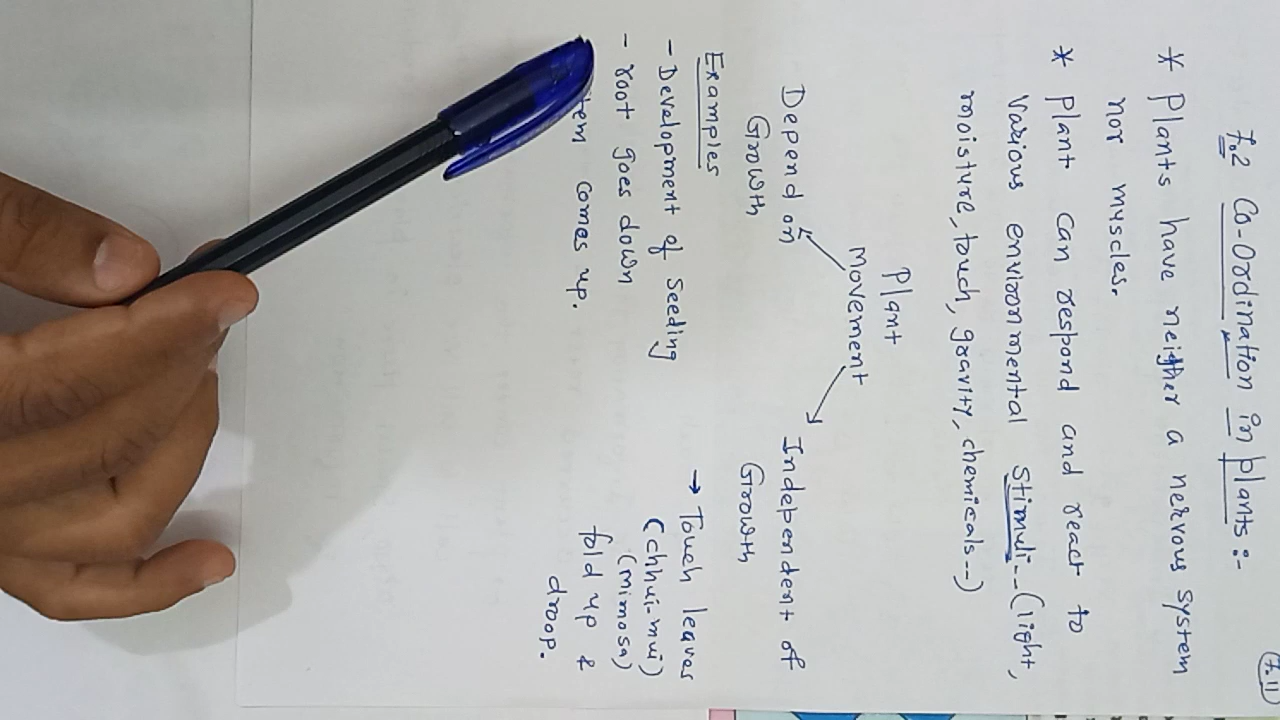 7.11
7.2 Co-Ordination in plants :-
* Plants have neither a nervous system
nor muscles.
* Plant can respond and react to
various environmental stimuli -- (light,
moisture, touch, gravity, chemicals--)
Plant
Movement
Depend on
Growth
Examples
- Development of Seeding
- root goes down
comes up.
Independent of
Growth
→ Touch leaves
(chhui-mui)
(mimosa)
fold up &
droop.